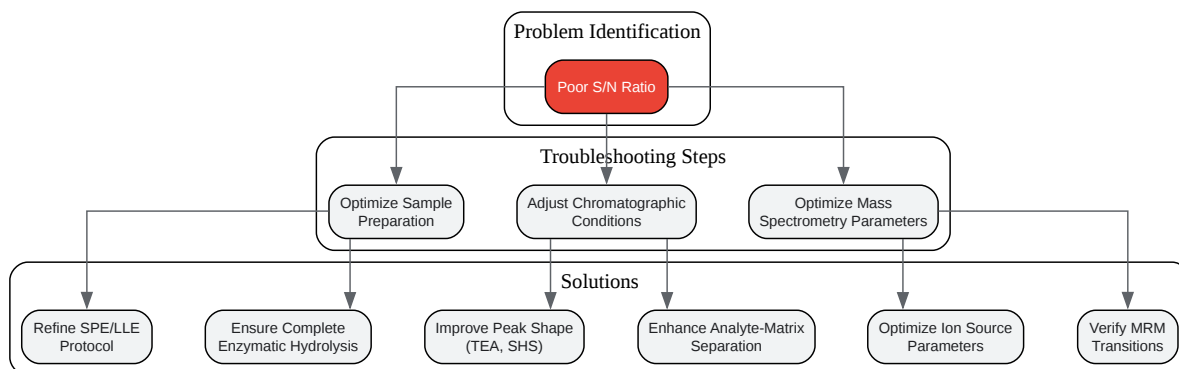 Problem Identification
Poor S/N Ratio
Troubleshooting Steps
Optimize Sample
Preparation
Adjust Chromatographic
Conditions
Optimize Mass
Spectrometry Parameters
Solutions
Refine SPE/LLE
Protocol
Ensure Complete
Enzymatic Hydrolysis
Improve Peak Shape
(TEA, SHS)
Enhance Analyte-Matrix
Separation
Optimize Ion Source
Parameters
Verify MRM
Transitions